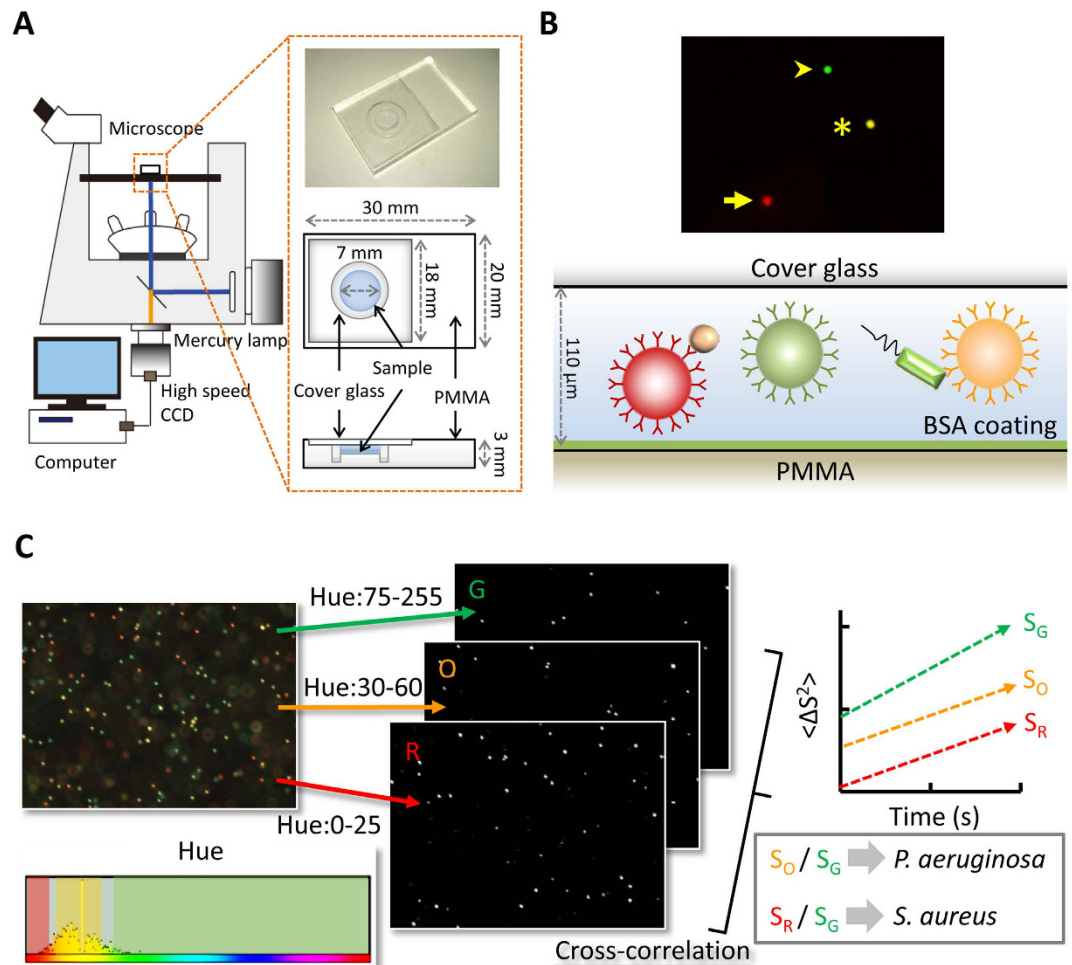 A
Microscope
Mercury lamp
High speed
CCD
Computer
30 mm
7 mm
18 mm
20 mm
Sample
Cover glass
PMMA
3 mm
B
*
Cover glass
110 µm
BSA coating
PMMA
C
Hue:75-255
Hue:30-60
Hue:0-25
G
O
R
Hue
Cross-correlation
<ΔS²>
S_G
S_O
S_R
Time (s)
S_O / S_G P. aeruginosa
S_R / S_G S. aureus